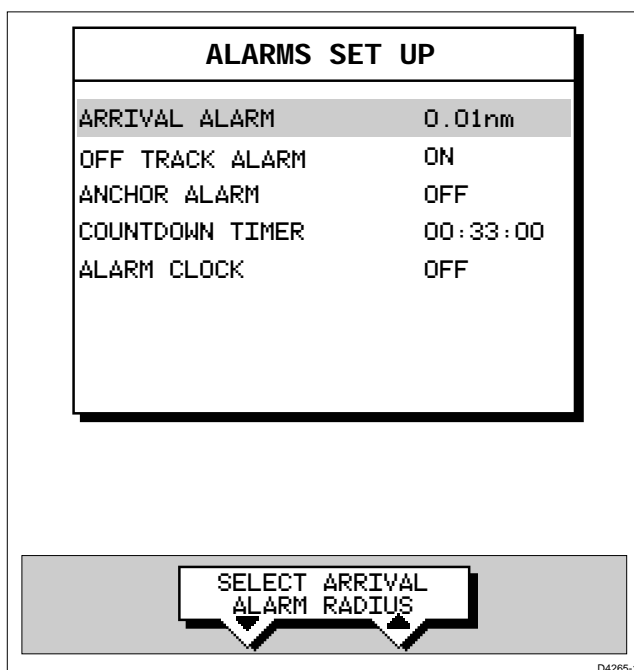 ALARMS SET UP
ARRIVAL ALARM 0.01nm
OFF TRACK ALARM ON
ANCHOR ALARM OFF
COUNTDOWN TIMER 00:33:00
ALARM CLOCK OFF
SELECT ARRIVAL
ALARM RADIUS